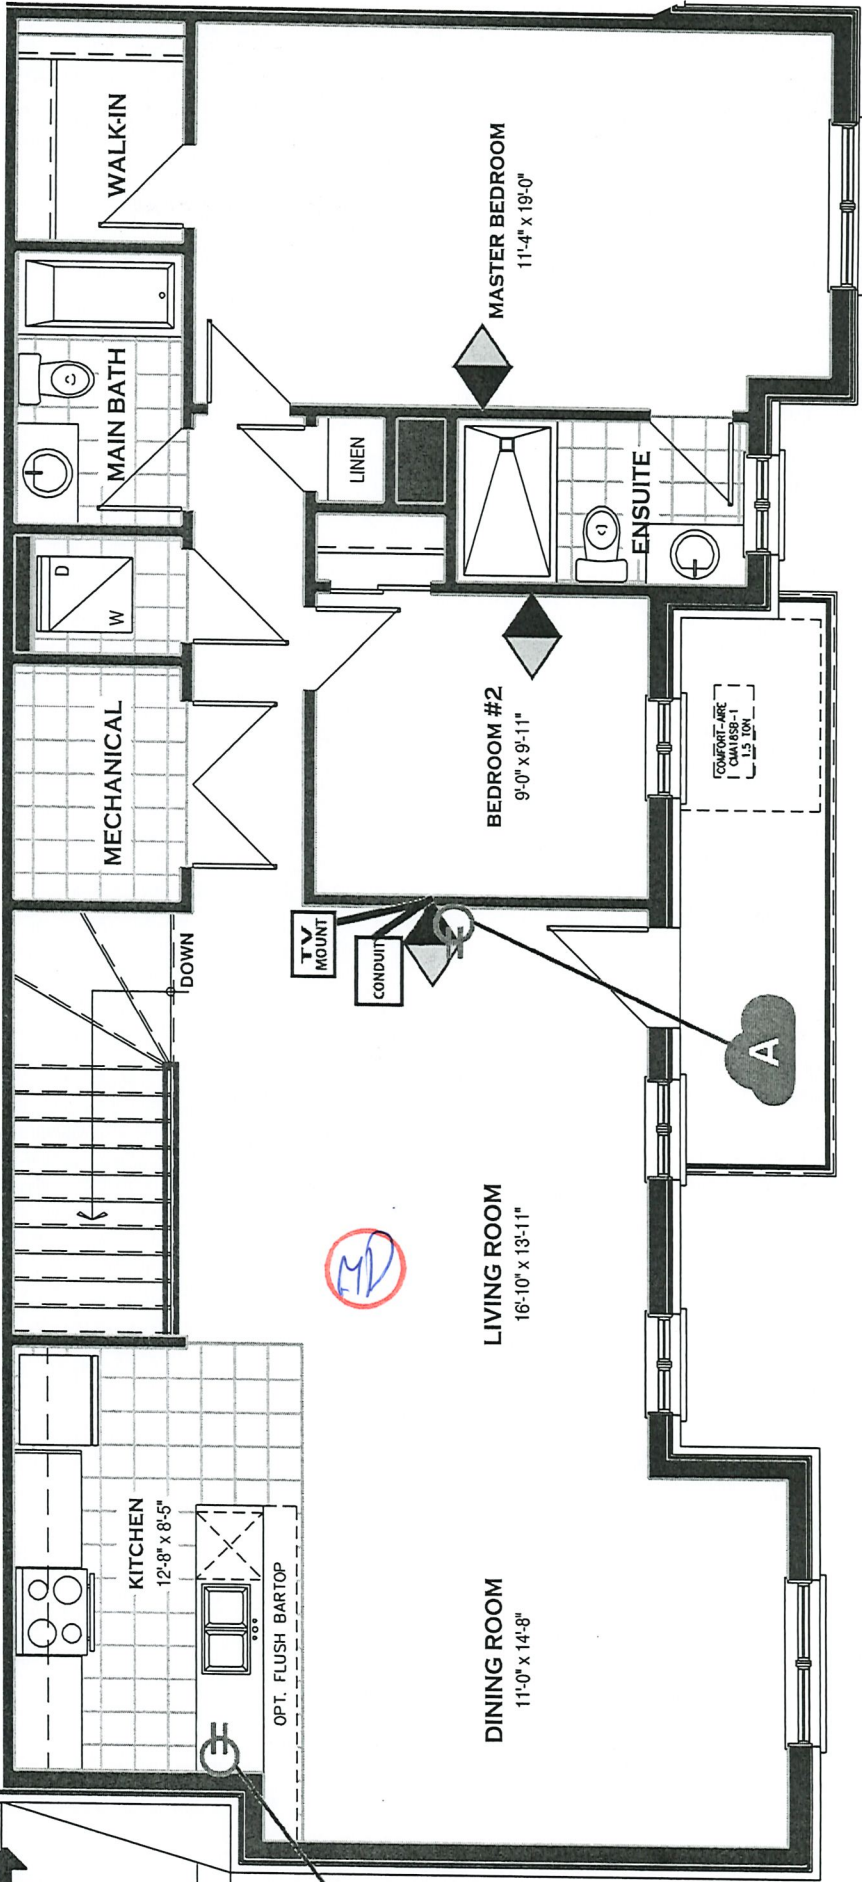 WALK-IN
MASTER BEDROOM
11'-4" x 19'-0"
MAIN BATH
LINEN
ENSUITE
D
W
MECHANICAL
BEDROOM #2
9'-0" x 9'-11"
COMFORT-AIRE
CMA18SB-1
1.5 TON
TV
MOUNT
CONDUIT
DOWN
A
LIVING ROOM
16'-10" x 13'-11"
KITCHEN
12'-8" x 8'-5"
OPT. FLUSH BARTOP
DINING ROOM
11'-0" x 14'-8"